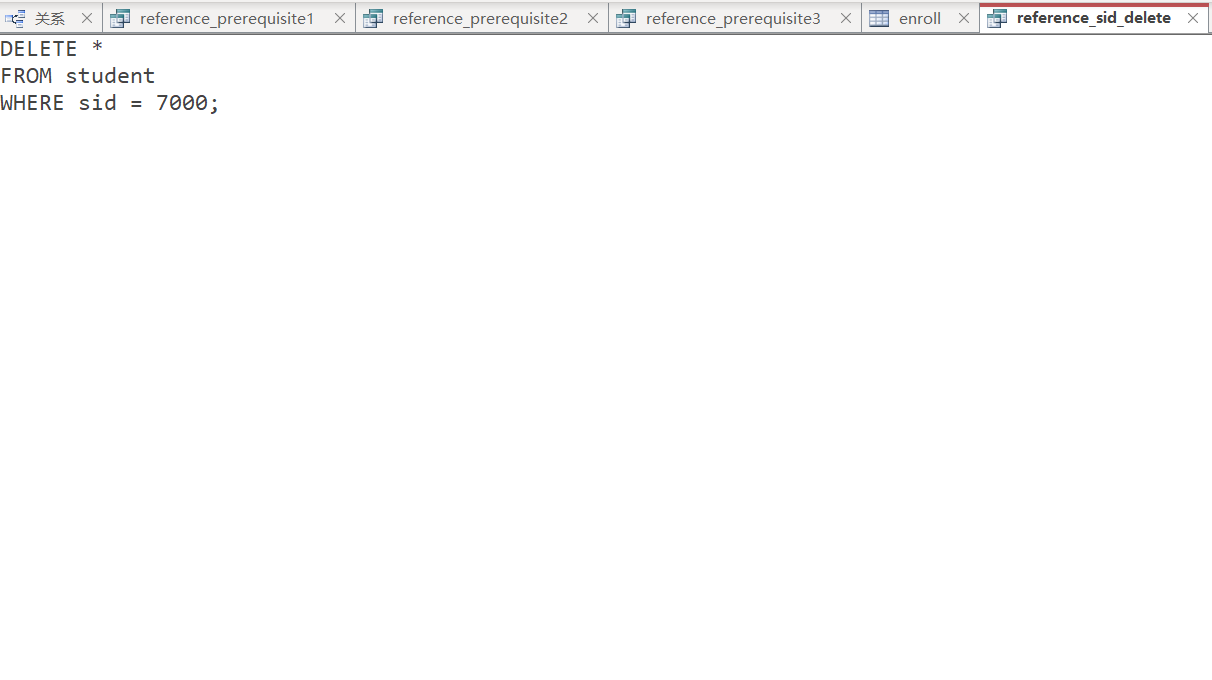 关系 reference_prerequisite1 reference_prerequisite2 reference_prerequisite3 enroll reference_sid_delete
DELETE *
FROM student
WHERE sid = 7000;